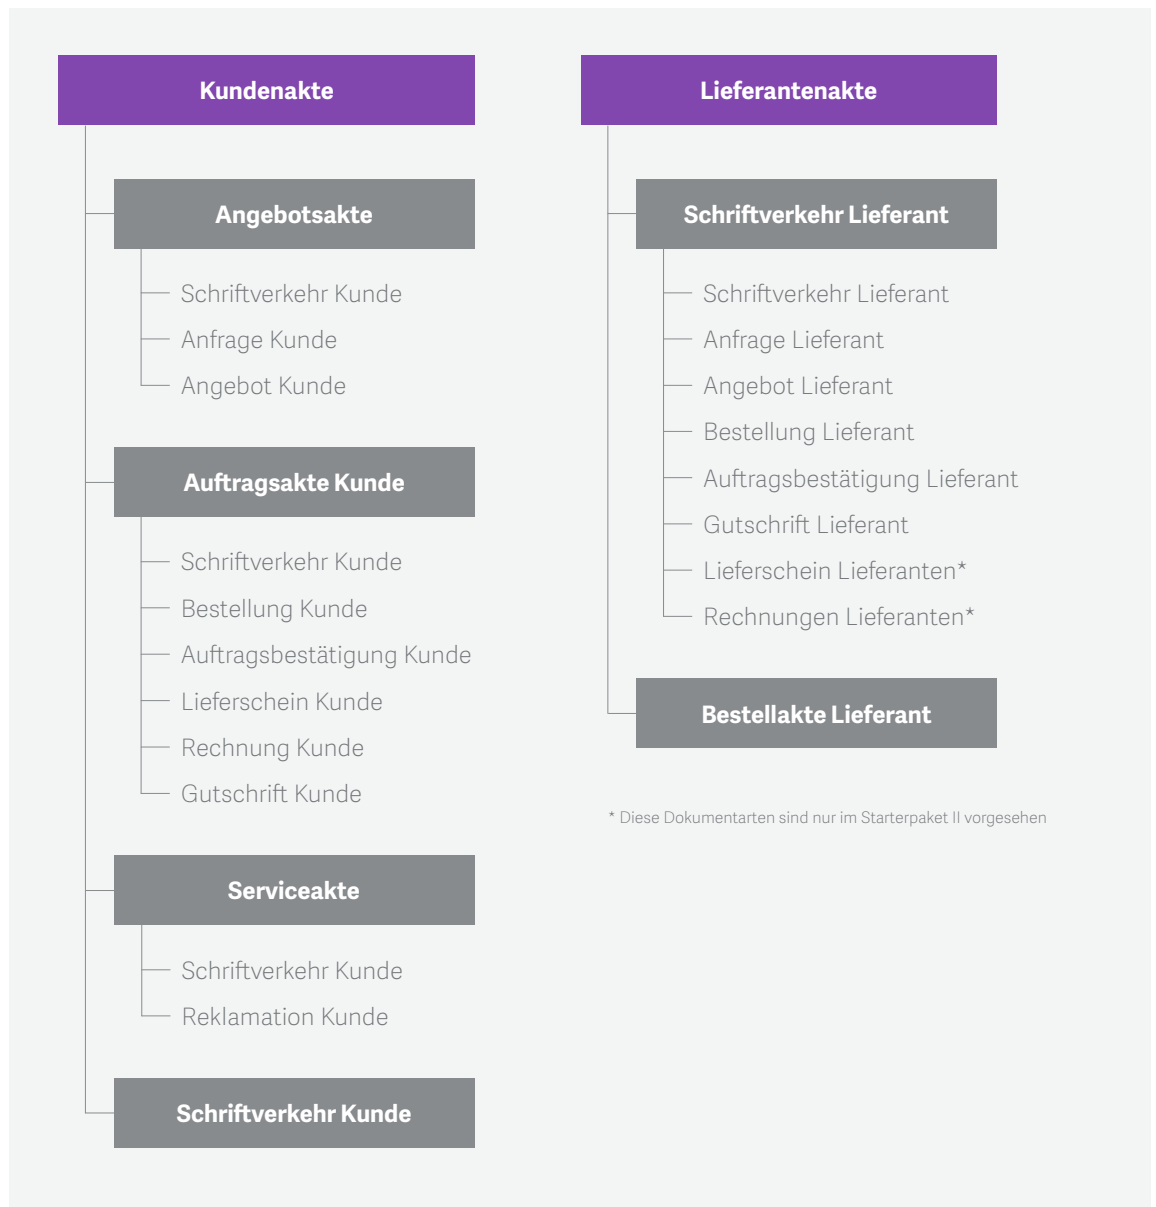 Kundenakte
Angebotsakte
Schriftverkehr Kunde
Anfrage Kunde
Angebot Kunde
Auftragsakte Kunde
Schriftverkehr Kunde
Bestellung Kunde
Auftragsbestätigung Kunde
Lieferschein Kunde
Rechnung Kunde
Gutschrift Kunde
Serviceakte
Schriftverkehr Kunde
Reklamation Kunde
Schriftverkehr Kunde
Lieferantenakte
Schriftverkehr Lieferant
Schriftverkehr Lieferant
Anfrage Lieferant
Angebot Lieferant
Bestellung Lieferant
Auftragsbestätigung Lieferant
Gutschrift Lieferant
Lieferschein Lieferanten*
Rechnungen Lieferanten*
Bestellakte Lieferant
* Diese Dokumentarten sind nur im Starterpaket II vorgesehen